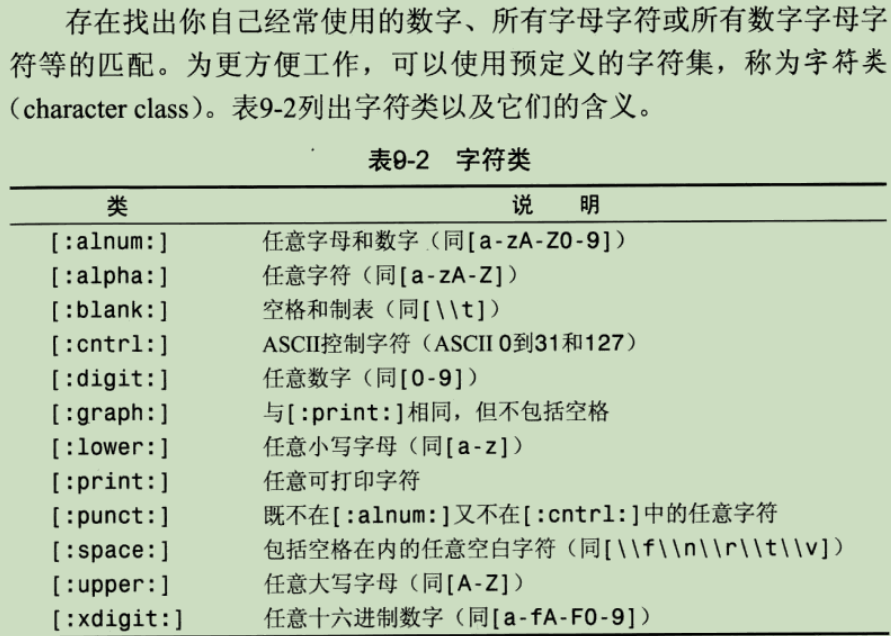 存在找出你自己经常使用的数字、所有字母字符或所有数字字母字
符等的匹配。为更方便工作，可以使用预定义的字符集，称为字符类
（character class）。表9-2列出字符类以及它们的含义。
表9-2 字符类
类 说 明
[:alnum:] 任意字母和数字（同[a-zA-Z0-9]）
[:alpha:] 任意字符（同[a-zA-Z]）
[:blank:] 空格和制表（同[\\t]）
[:cntrl:] ASCII控制字符（ASCII 0到31和127）
[:digit:] 任意数字（同[0-9]）
[:graph:] 与[:print:]相同，但不包括空格
[:lower:] 任意小写字母（同[a-z]）
[:print:] 任意可打印字符
[:punct:] 既不在[:alnum:]又不在[:cntrl:]中的任意字符
[:space:] 包括空格在内的任意空白字符（同[\\f\\n\\r\\t\\v]）
[:upper:] 任意大写字母（同[A-Z]）
[:xdigit:] 任意十六进制数字（同[a-fA-F0-9]）